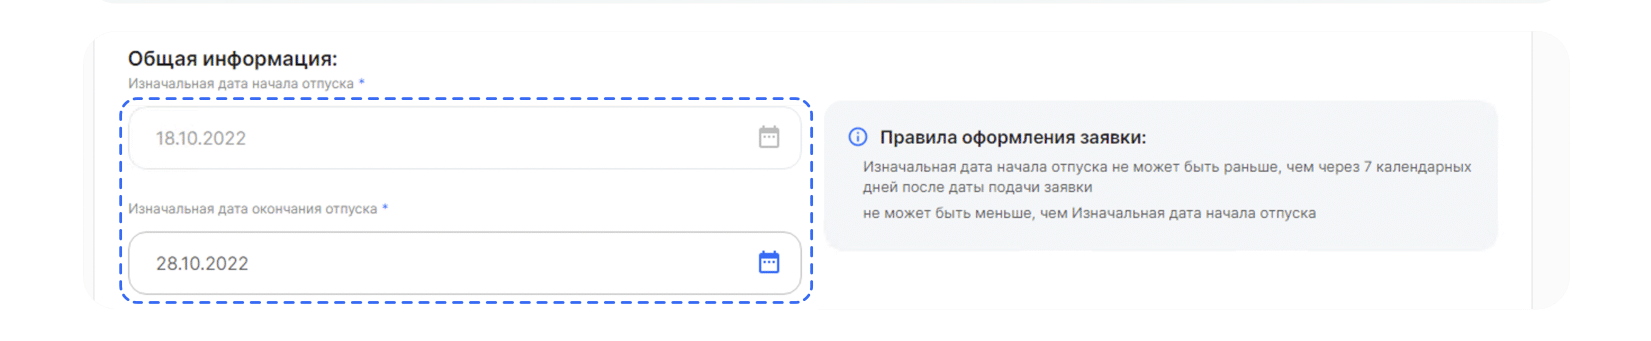 Общая информация:
Изначальная дата начала отпуска *
18.10.2022
Изначальная дата окончания отпуска *
28.10.2022
Правила оформления заявки:
Изначальная дата начала отпуска не может быть раньше, чем через 7 календарных
дней после даты подачи заявки
не может быть меньше, чем Изначальная дата начала отпуска